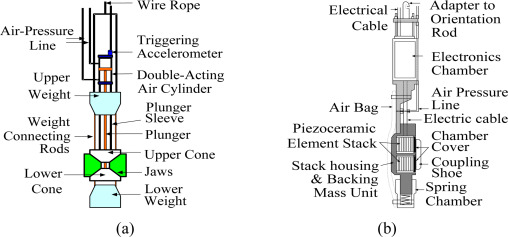 Wire Rope
Air-Pressure
Line
Triggering
Accelerometer
Upper
Weight
Double-Acting
Air Cylinder
Plunger
Sleeve
Weight
Connecting
Rods
Plunger
Upper Cone
Lower
Cone
Jaws
Lower
Weight
(a)
Electrical
Cable
Adapter to
Orientation
Rod
Electronics
Chamber
Air Bag
Air Pressure
Line
Electric cable
Piezoceramic
Element Stack
Chamber
Cover
Stack housing
& Backing
Mass Unit
Coupling
Shoe
Spring
Chamber
(b)